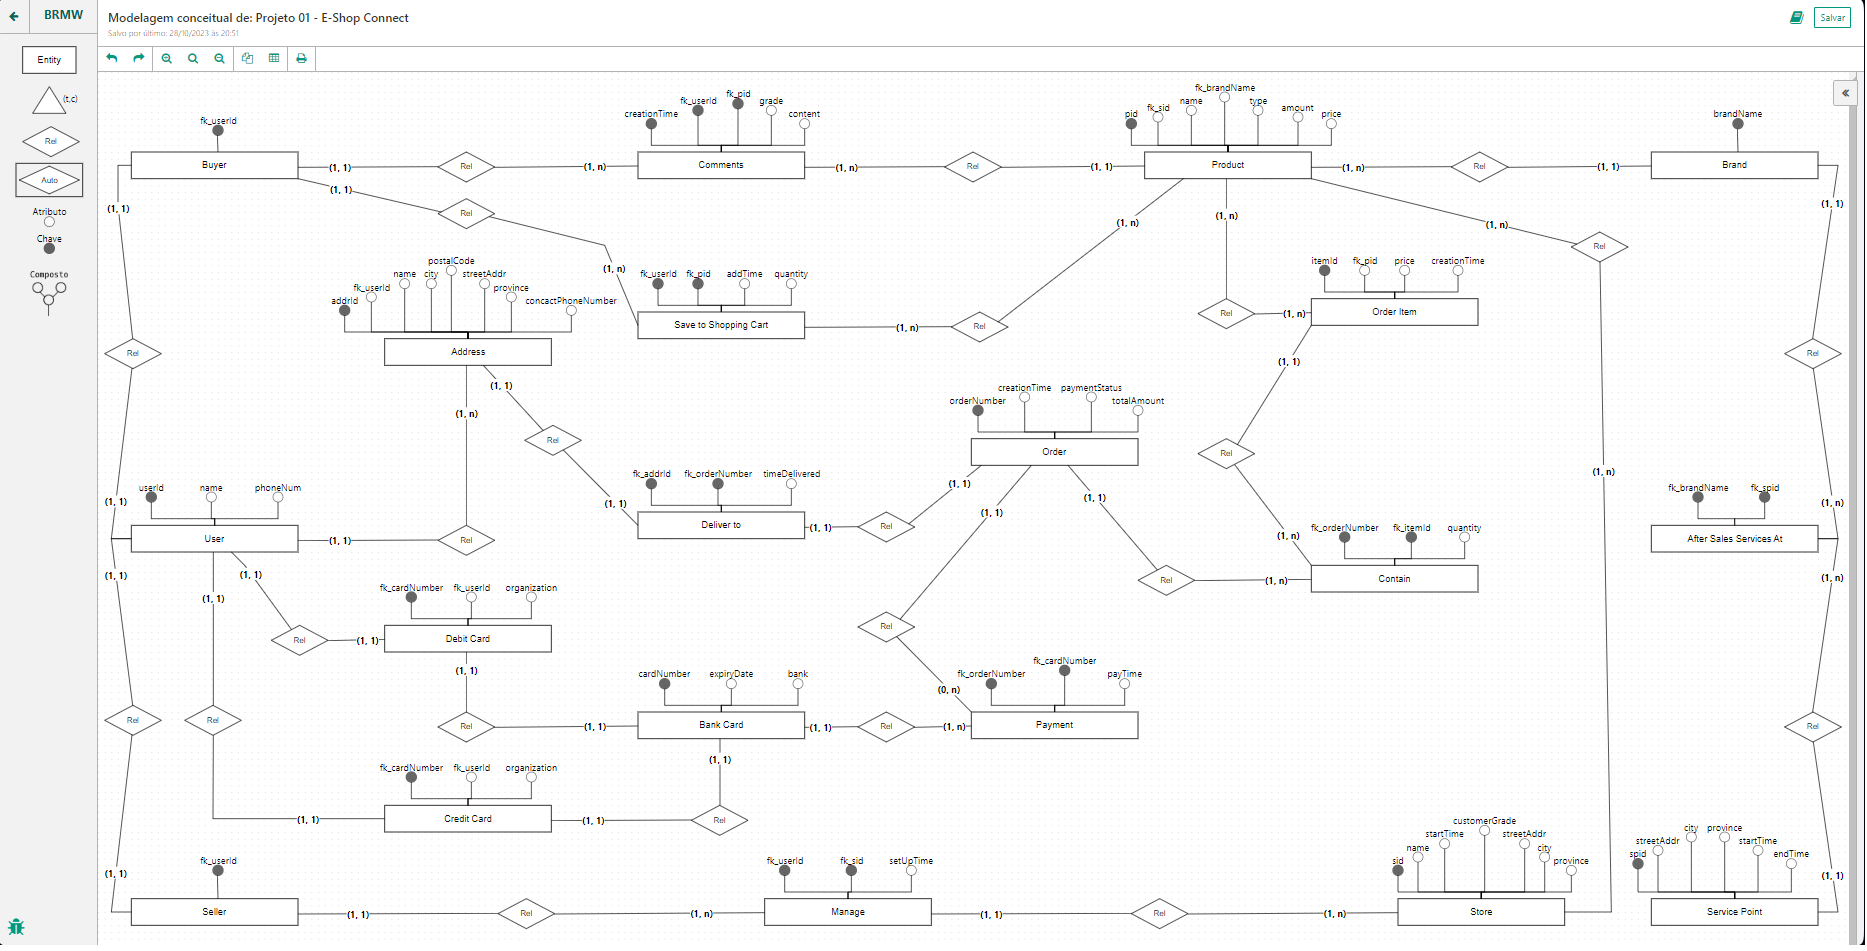 BRMW
Modelagem conceitual de: Projeto 01 - E-Shop Connect
Salvo por último: 28/10/2023 às 20:51
Salvar
Entity
(t,c)
Rel
Auto
Atributo
Chave
Composto
fk_userId
Buyer
(1, 1)
Rel
(1, n)
creationTime
fk_userId
fk_pid
grade
content
Comments
(1, n)
Rel
(1, 1)
pid
fk_sid
name
fk_brandName
type
amount
price
Product
(1, n)
Rel
(1, 1)
brandName
Brand
(1, 1)
(1, 1)
Rel
(1, n)
(1, 1)
Rel
(1, 1)
fk_userId
fk_pid
addTime
quantity
Save to Shopping Cart
(1, n)
Rel
(1, n)
(1, n)
Rel
(1, n)
itemId
fk_pid
price
creationTime
Order Item
(1, n)
Rel
(1, n)
(1, 1)
Rel
(1, n)
addrId
fk_userId
name
city
postalCode
streetAddr
province
concactPhoneNumber
Address
(1, 1)
Rel
(1, 1)
(1, n)
Rel
(1, 1)
orderNumber
creationTime
paymentStatus
totalAmount
Order
(1, 1)
(1, 1)
(1, 1)
fk_addrId
fk_orderNumber
timeDelivered
Deliver to
(1, 1)
Rel
(1, 1)
Rel
(1, n)
fk_orderNumber
fk_itemId
quantity
Contain
Rel
(1, n)
fk_brandName
fk_spid
After Sales Services At
(1, n)
Rel
(1, 1)
userId
name
phoneNum
User
(1, 1)
(1, 1)
(1, 1)
Rel
(1, 1)
fk_cardNumber
fk_userId
organization
Debit Card
(1, 1)
Rel
(1, 1)
cardNumber
expiryDate
bank
Bank Card
(1, 1)
Rel
(1, n)
Rel
(0, n)
fk_orderNumber
fk_cardNumber
payTime
Payment
Rel
Rel
(1, 1)
fk_cardNumber
fk_userId
organization
Credit Card
(1, 1)
Rel
(1, 1)
fk_userId
Seller
(1, 1)
Rel
(1, n)
fk_userId
fk_sid
setUpTime
Manage
(1, 1)
Rel
(1, n)
sid
name
startTime
customerGrade
streetAddr
city
province
Store
spid
streetAddr
city
province
startTime
endTime
Service Point